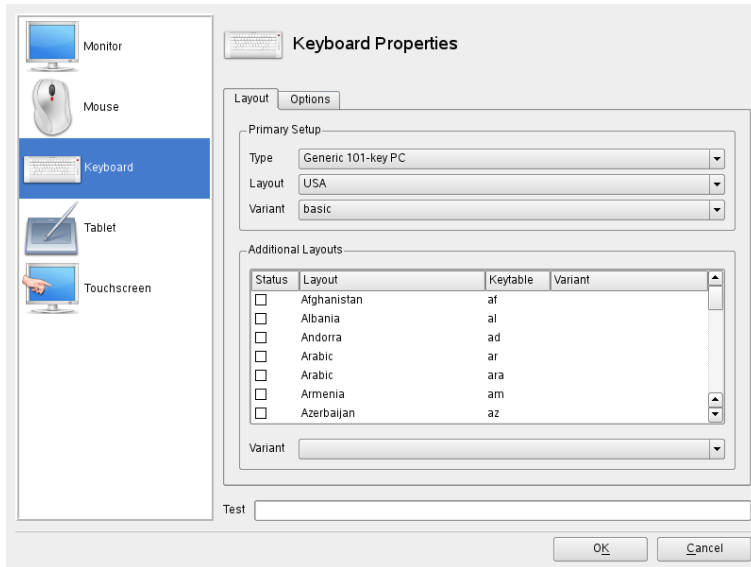 Monitor
Mouse
Keyboard
Tablet
Touchscreen
Keyboard Properties
Layout Options
Primary Setup
Type Generic 101-key PC
Layout USA
Variant basic
Additional Layouts
Status Layout Keytable Variant
Afghanistan af
Albania al
Andorra ad
Arabic ar
Arabic ara
Armenia am
Azerbaijan az
Variant
Test
OK Cancel